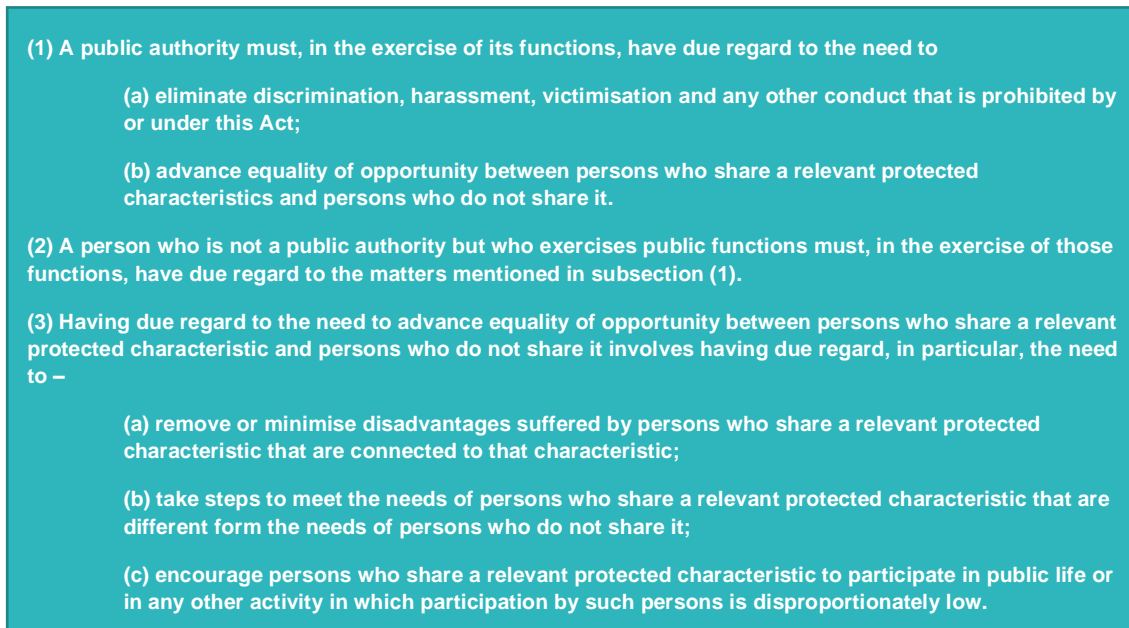 (1) A public authority must, in the exercise of its functions, have due regard to the need to
(a) eliminate discrimination, harassment, victimisation and any other conduct that is prohibited by
or under this Act;
(b) advance equality of opportunity between persons who share a relevant protected
characteristics and persons who do not share it.
(2) A person who is not a public authority but who exercises public functions must, in the exercise of those
functions, have due regard to the matters mentioned in subsection (1).
(3) Having due regard to the need to advance equality of opportunity between persons who share a relevant
protected characteristic and persons who do not share it involves having due regard, in particular, the need
to –
(a) remove or minimise disadvantages suffered by persons who share a relevant protected
characteristic that are connected to that characteristic;
(b) take steps to meet the needs of persons who share a relevant protected characteristic that are
different form the needs of persons who do not share it;
(c) encourage persons who share a relevant protected characteristic to participate in public life or
in any other activity in which participation by such persons is disproportionately low.